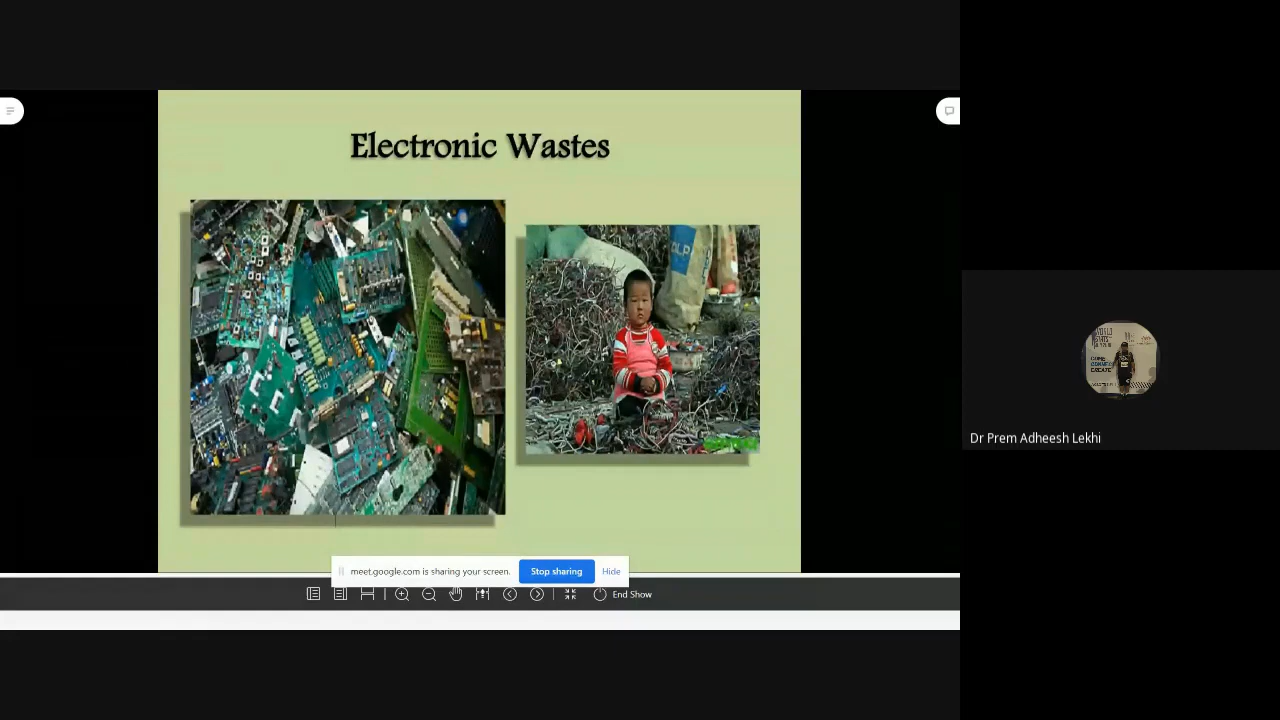 Electronic Wastes
meet.google.com is sharing your screen.
Stop sharing
Hide
End Show
Dr Prem Adheesh Lekhi